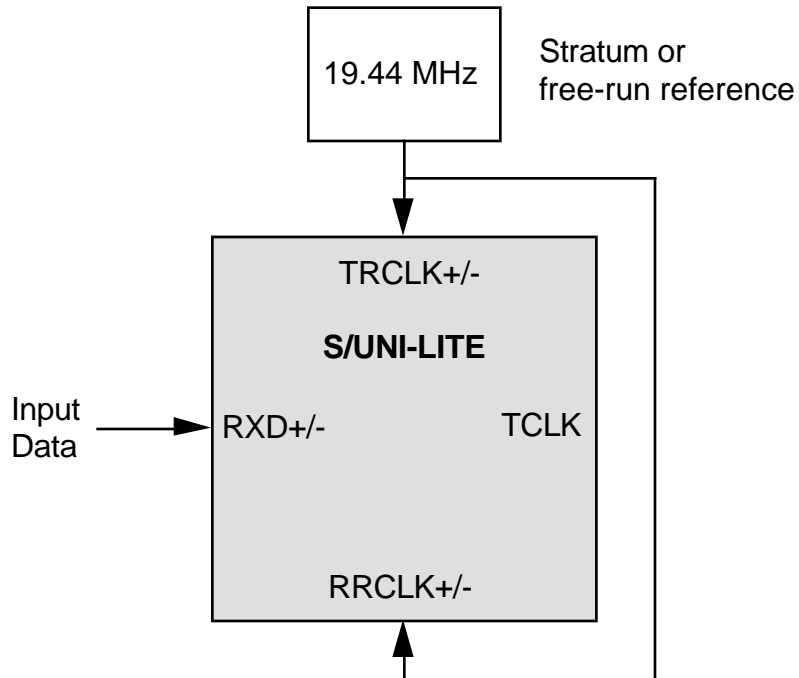 19.44 MHz
Stratum or
free-run reference
TRCLK+/-
S/UNI-LITE
Input
Data
RXD+/-
TCLK
RRCLK+/-